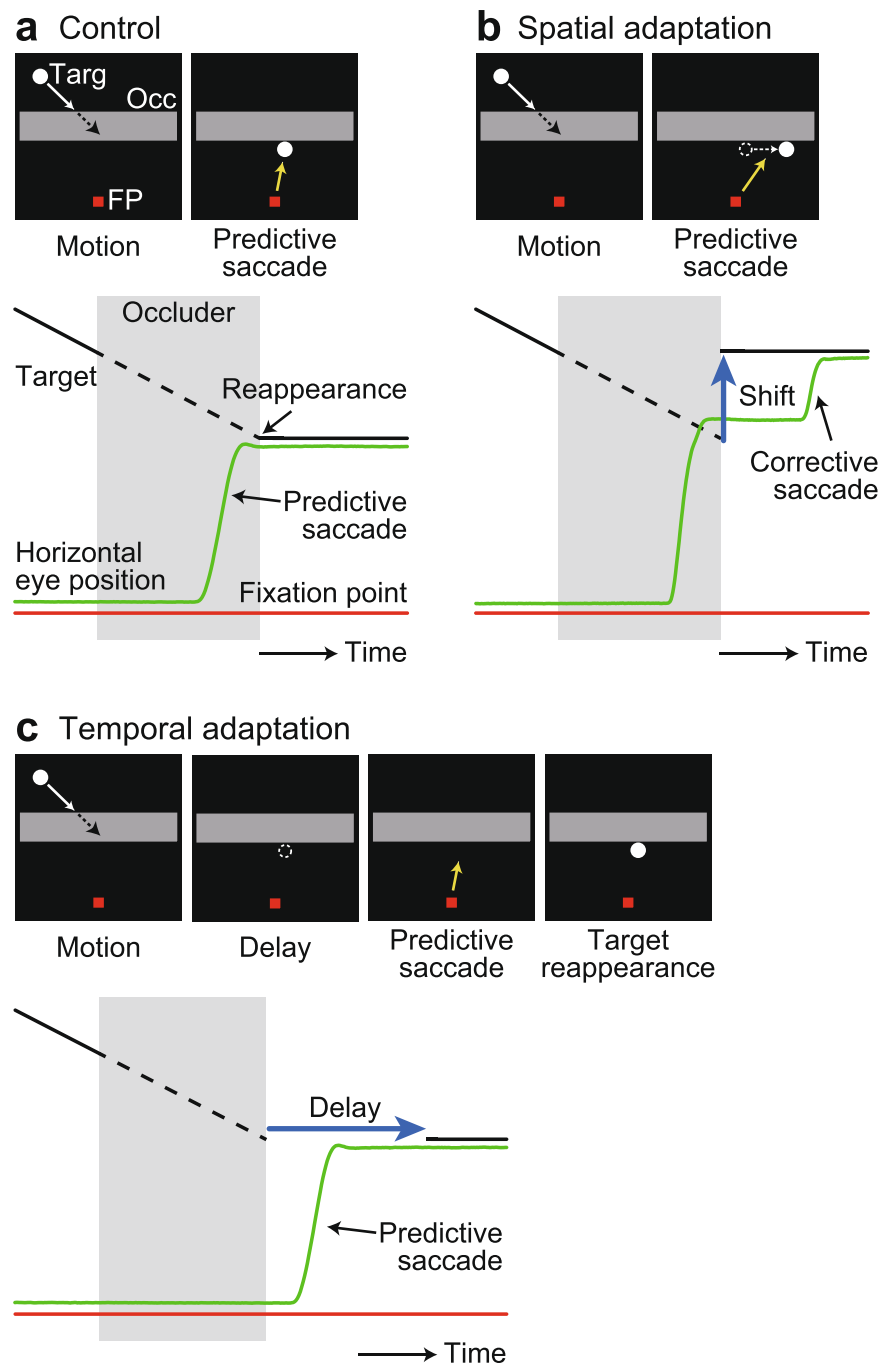 a Control
Targ
Occ
FP
Motion
Predictive
saccade
Occluder
Target
Reappearance
Predictive
saccade
Horizontal
eye position
Fixation point
Time
b Spatial adaptation
Motion
Predictive
saccade
Shift
Corrective
saccade
Time
c Temporal adaptation
Motion
Delay
Predictive
saccade
Target
reappearance
Delay
Predictive
saccade
Time